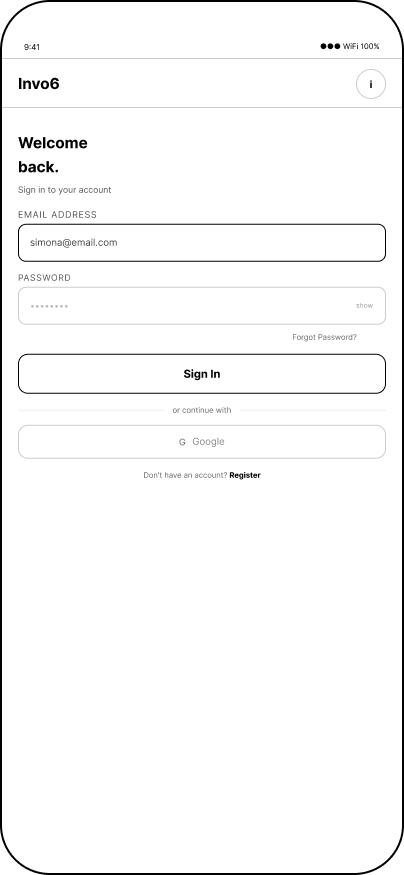 9:41 ●●● WiFi 100%
Invo6 i
Welcome
back.
Sign in to your account
EMAIL ADDRESS
simona@email.com
PASSWORD
•••••••• show
Forgot Password?
Sign In
or continue with
G Google
Don't have an account? Register